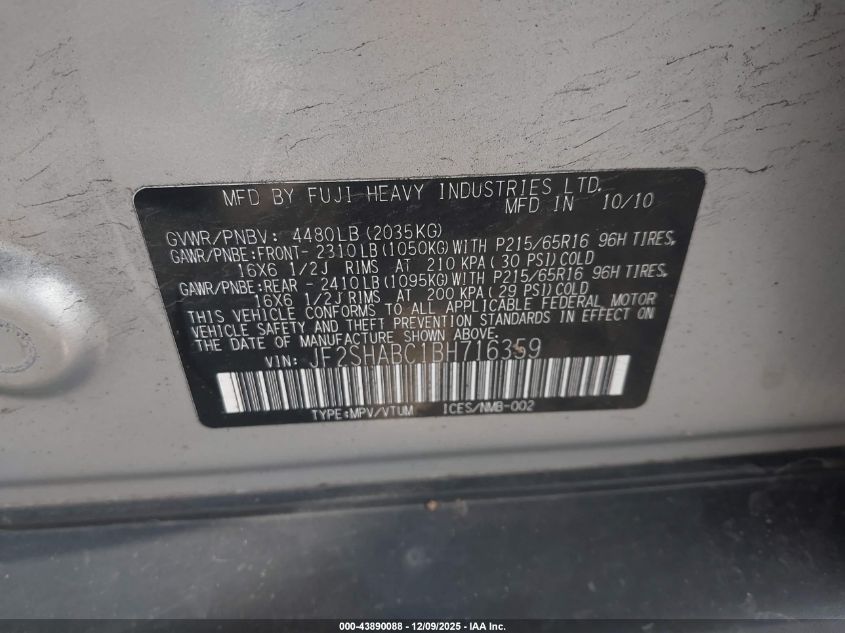 MFD BY FUJI HEAVY INDUSTRIES LTD.
MFD IN 10/10
GVWR/PNBV: 4480LB (2035KG)
GAWR/PNBE:FRONT- 2310LB (1050KG) WITH P215/65R16 96H TIRES,
16X6 1/2J RIMS AT 210 KPA ( 30 PSI) COLD
GAWR/PNBE:REAR - 2410LB (1095KG) WITH P215/65R16 96H TIRES,
16X6 1/2J RIMS AT 200 KPA ( 29 PSI) COLD
THIS VEHICLE CONFORMS TO ALL APPLICABLE FEDERAL MOTOR
VEHICLE SAFETY AND THEFT PREVENTION STANDARDS IN EFFECT ON
THE DATE OF MANUFACTURE SHOWN ABOVE.
VIN: JF2SHABC1BH716359
TYPE:MPV/VTUM ICES/NMB-002
000-43890088 - 12/09/2025 - IAA Inc.